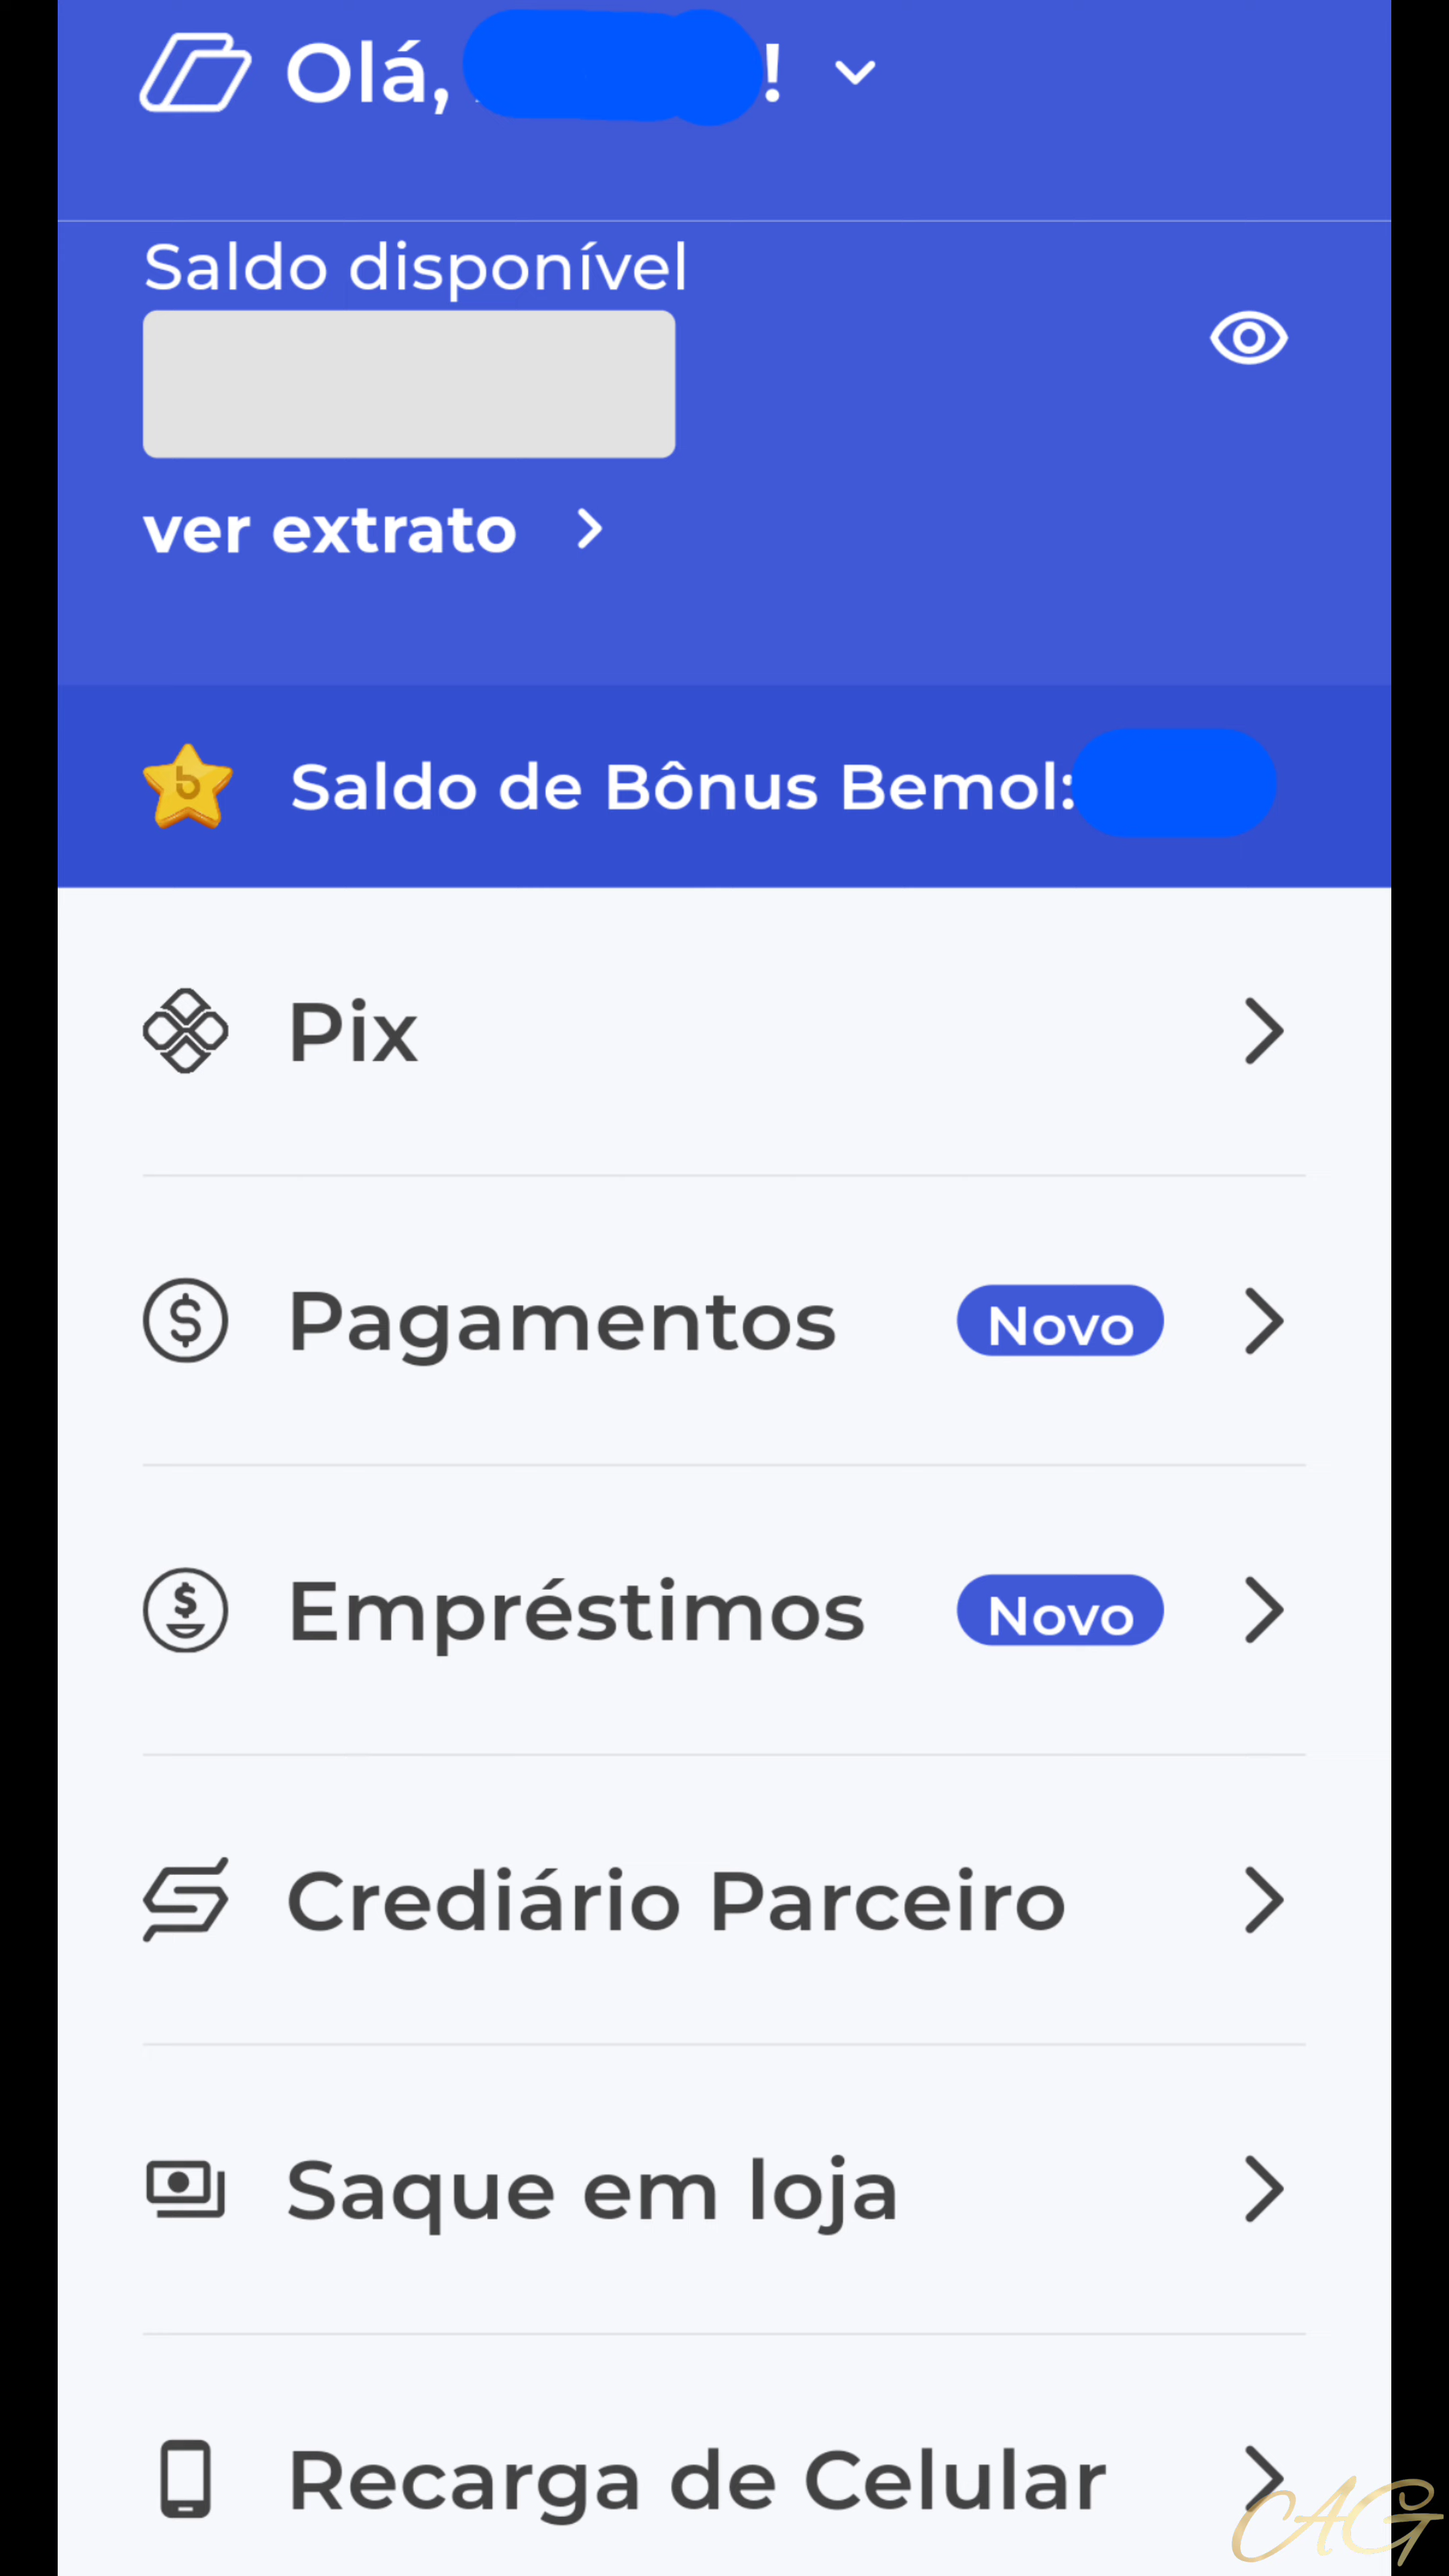 Olá, !
Saldo disponível
ver extrato
Saldo de Bônus Bemol:
Pix
Pagamentos Novo
Empréstimos Novo
Crediário Parceiro
Saque em loja
Recarga de Celular
CAG